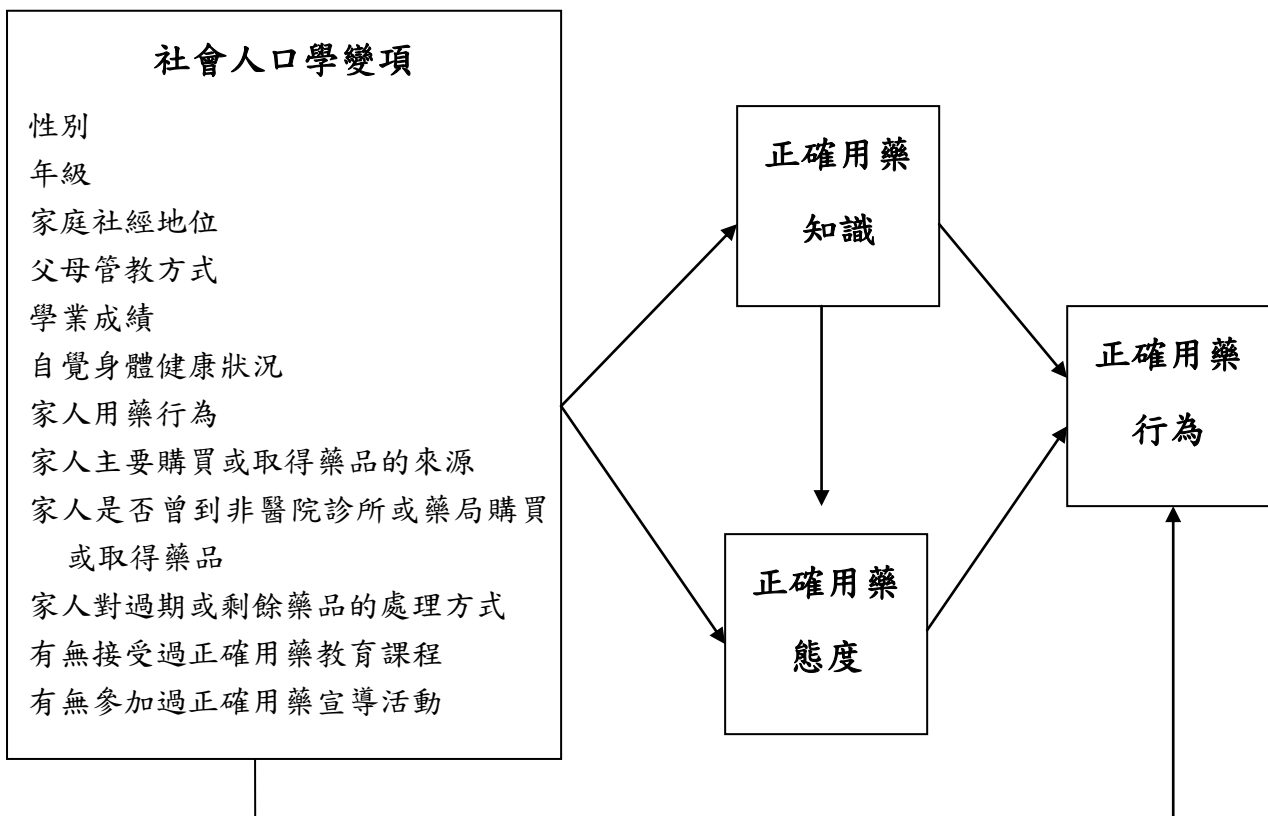 社會人口學變項
性別
年級
家庭社經地位
父母管教方式
學業成績
自覺身體健康狀況
家人用藥行為
家人主要購買或取得藥品的來源
家人是否曾到非醫院診所或藥局購買
或取得藥品
家人對過期或剩餘藥品的處理方式
有無接受過正確用藥教育課程
有無參加過正確用藥宣導活動
正確用藥
知識
正確用藥
態度
正確用藥
行為